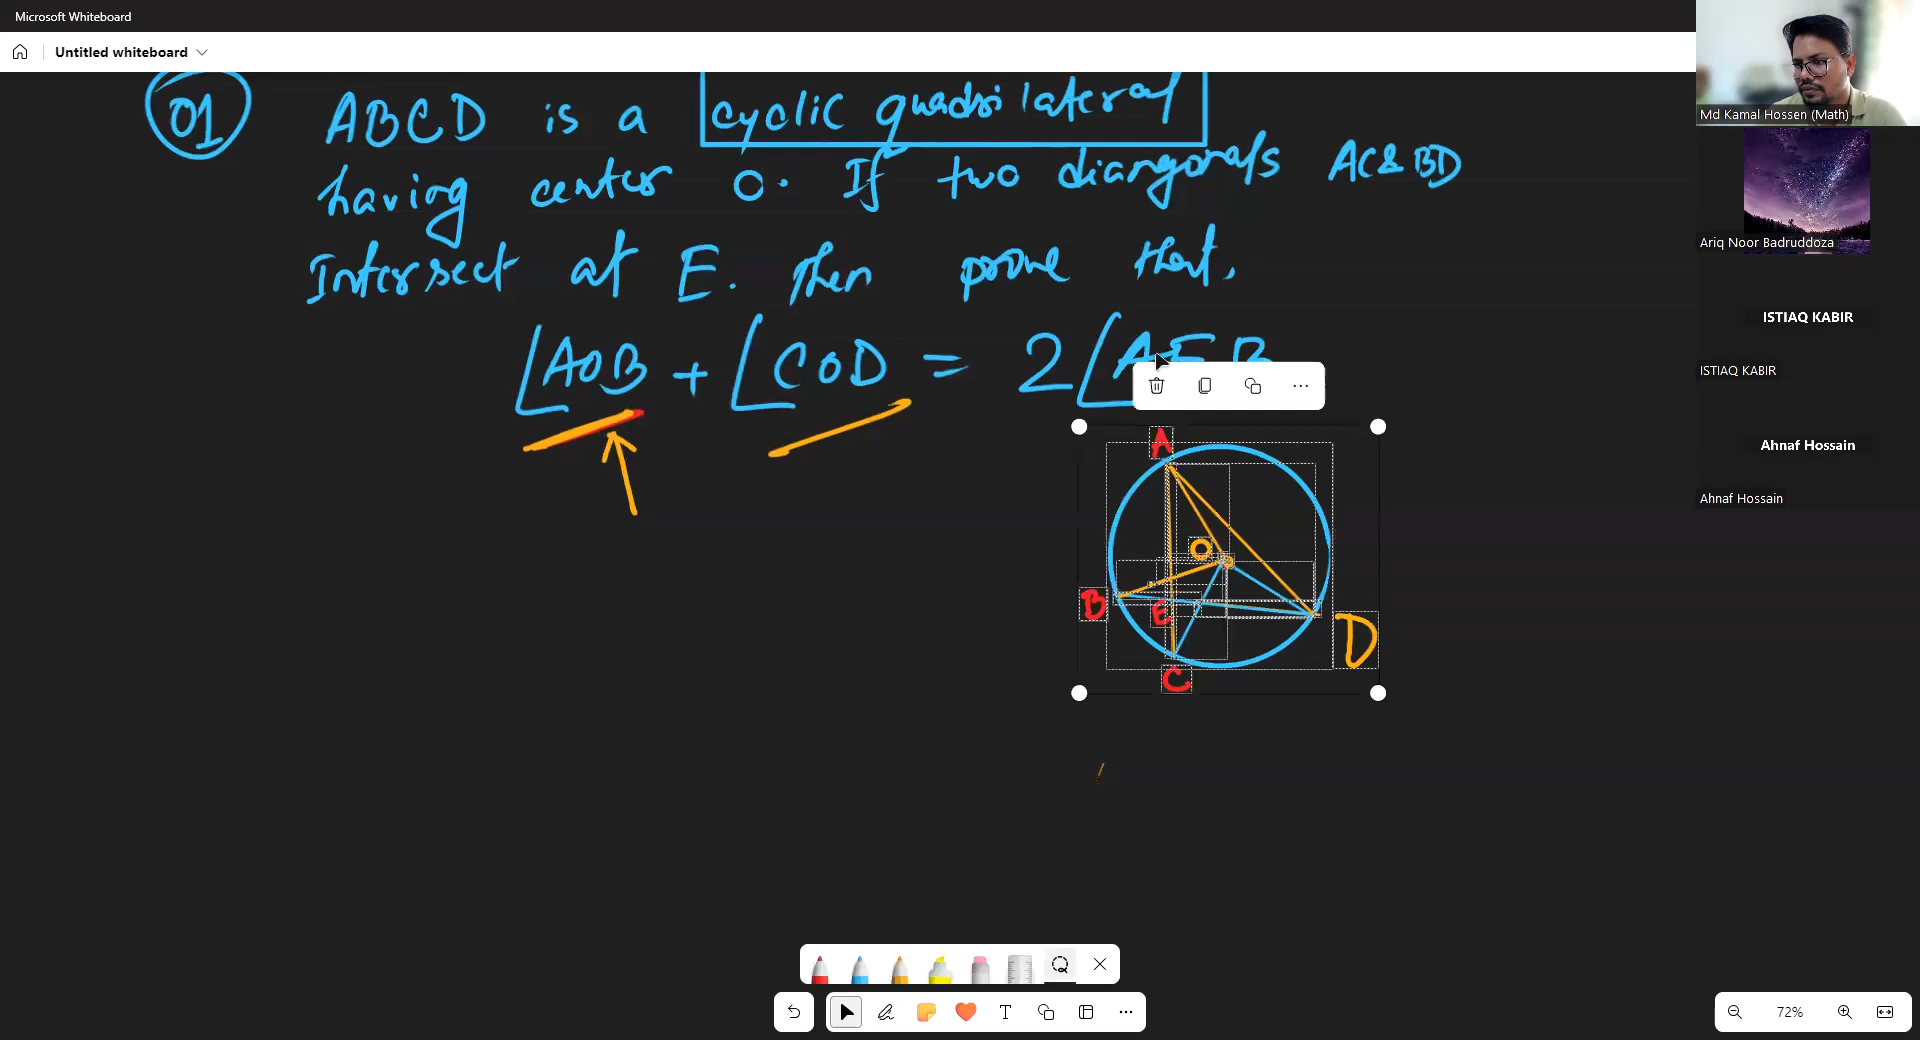 Microsoft Whiteboard
Untitled whiteboard
01 ABCD is a cyclic quadrilateral
having center O. If two diangonals AC & BD
Intersect at E. Then prove that,
∠AOB + ∠COD = 2∠AEB
A
O
B
E
D
C
Md Kamal Hossen (Math)
Ariq Noor Badruddoza
ISTIAQ KABIR
ISTIAQ KABIR
Ahnaf Hossain
Ahnaf Hossain
72%